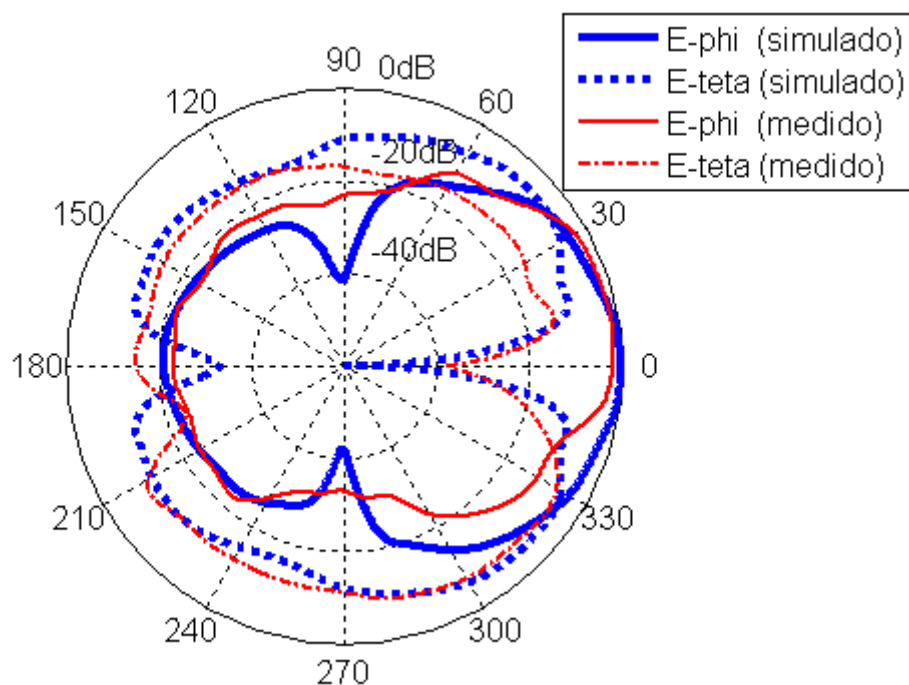 E-phi (simulado)
E-teta (simulado)
E-phi (medido)
E-teta (medido)
90
0dB
120
60
-20dB
150
30
-40dB
180
0
210
330
240
300
270